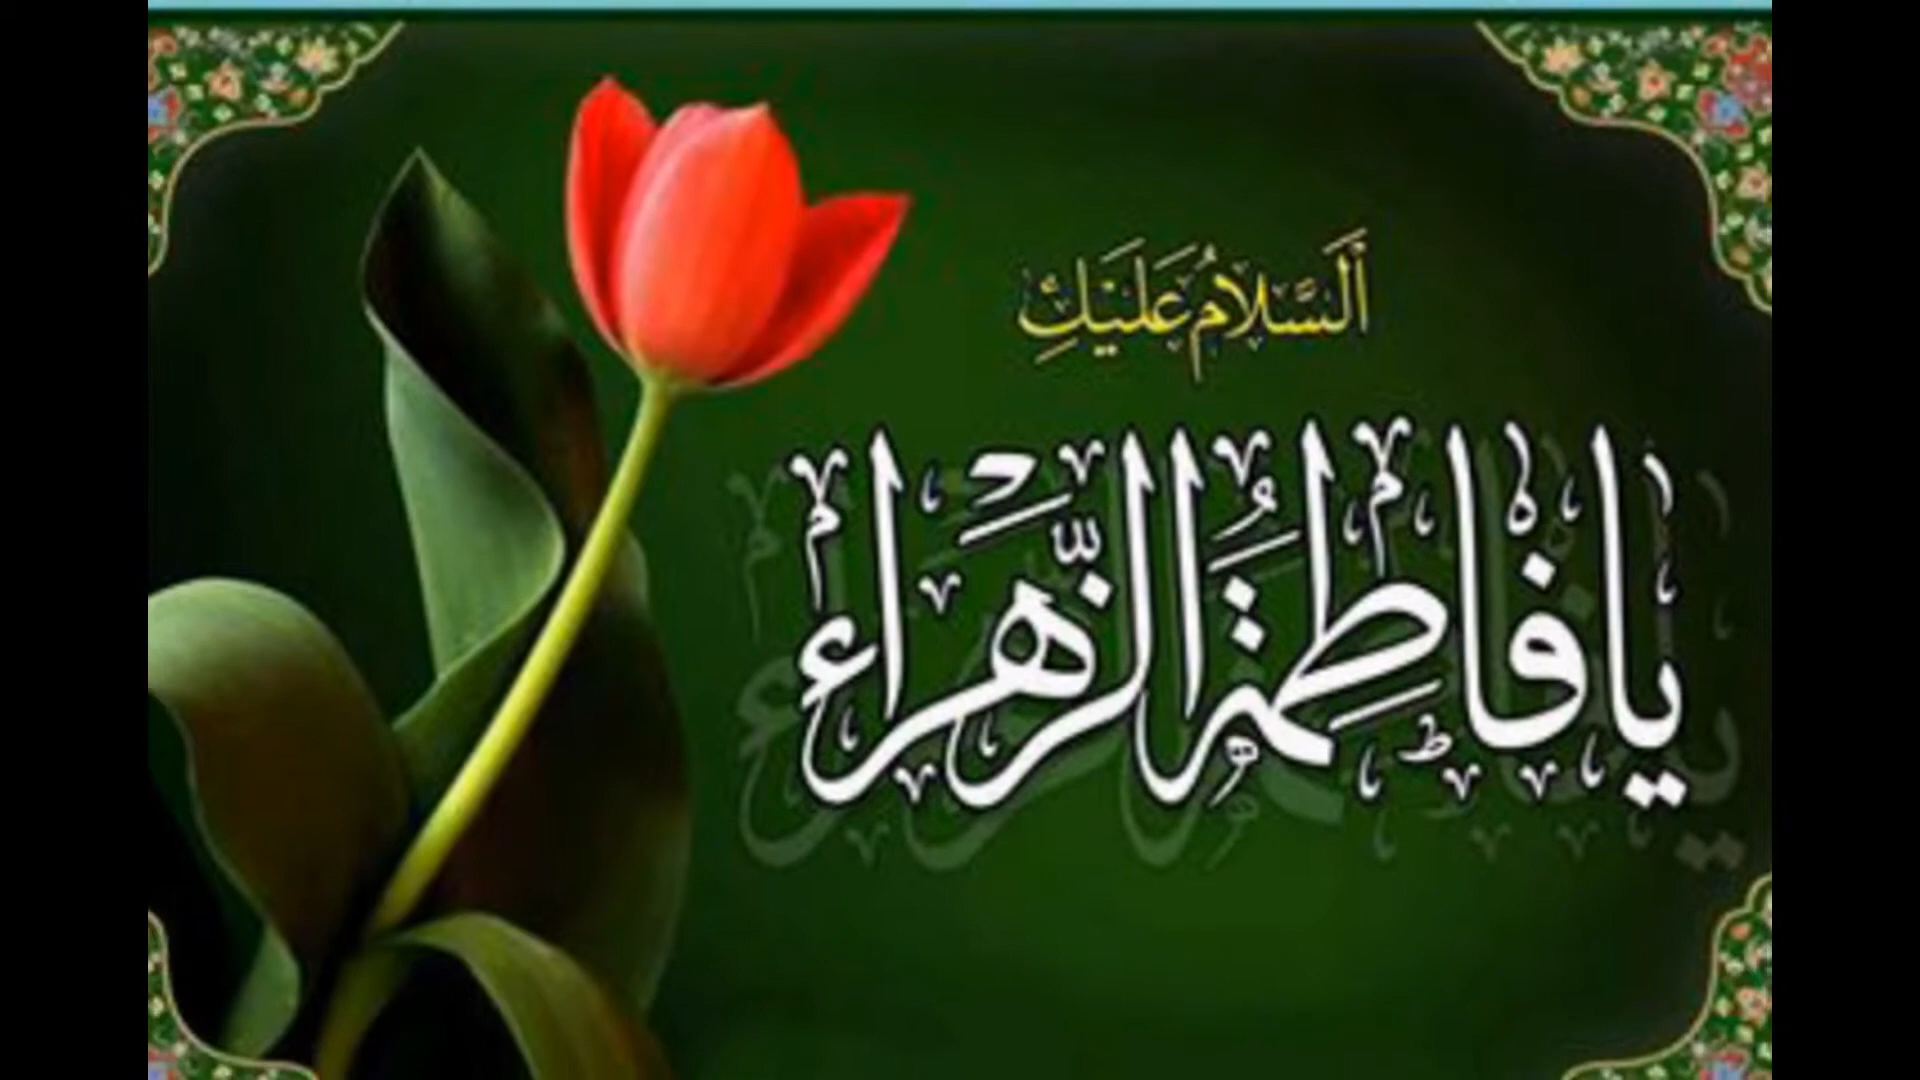 اَلسَّلامُ عَلَيَكِ
يا فاطِمَةُ الزَّهْراء